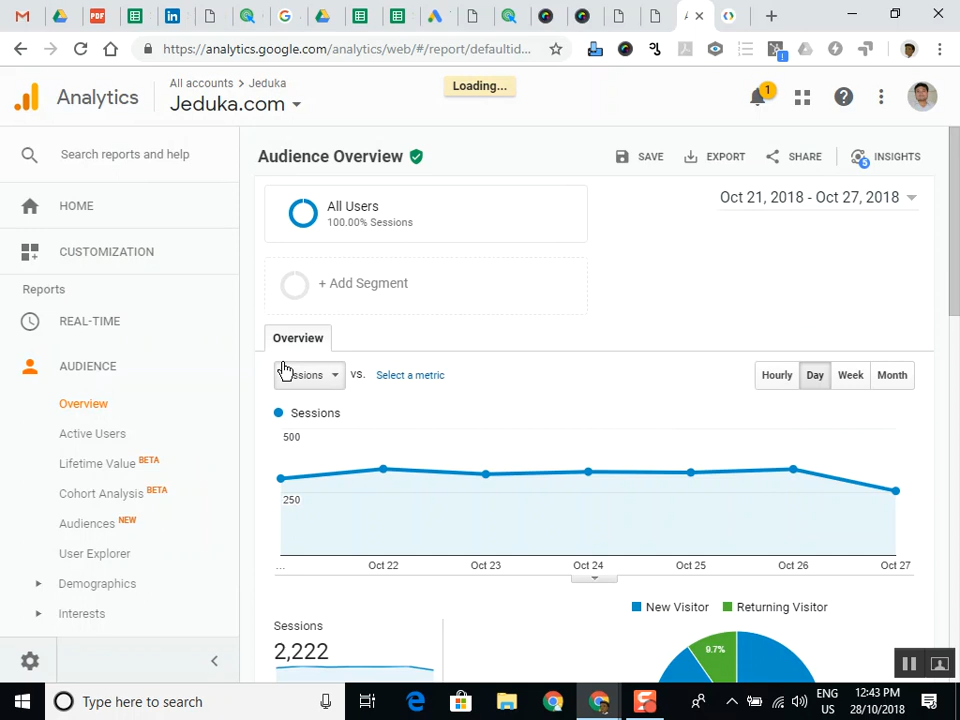 https://analytics.google.com/analytics/web/#/report/defaultid...
Analytics
All accounts > Jeduka
Jeduka.com
Loading...
1
Search reports and help
HOME
CUSTOMIZATION
Reports
REAL-TIME
AUDIENCE
Overview
Active Users
Lifetime Value BETA
Cohort Analysis BETA
Audiences NEW
User Explorer
Demographics
Interests
Audience Overview
SAVE
EXPORT
SHARE
5
INSIGHTS
All Users
100.00% Sessions
Oct 21, 2018 - Oct 27, 2018
+ Add Segment
Overview
ssions
vs.
Select a metric
Hourly
Day
Week
Month
Sessions
500
250
...
Oct 22
Oct 23
Oct 24
Oct 25
Oct 26
Oct 27
New Visitor
Returning Visitor
Sessions
2,222
9.7%
Type here to search
ENG
US
12:43 PM
28/10/2018